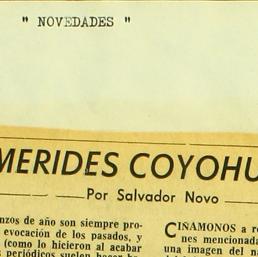 " NOVEDADES "
MERIDES COYOHU
Por Salvador Novo
nzos de año son siempre pro-
evocación de los pasados, y
(como lo hicieron al acabar
s periódicos suelen hacer
CIÑAMONOS a r
nes mencionada
una imagen del